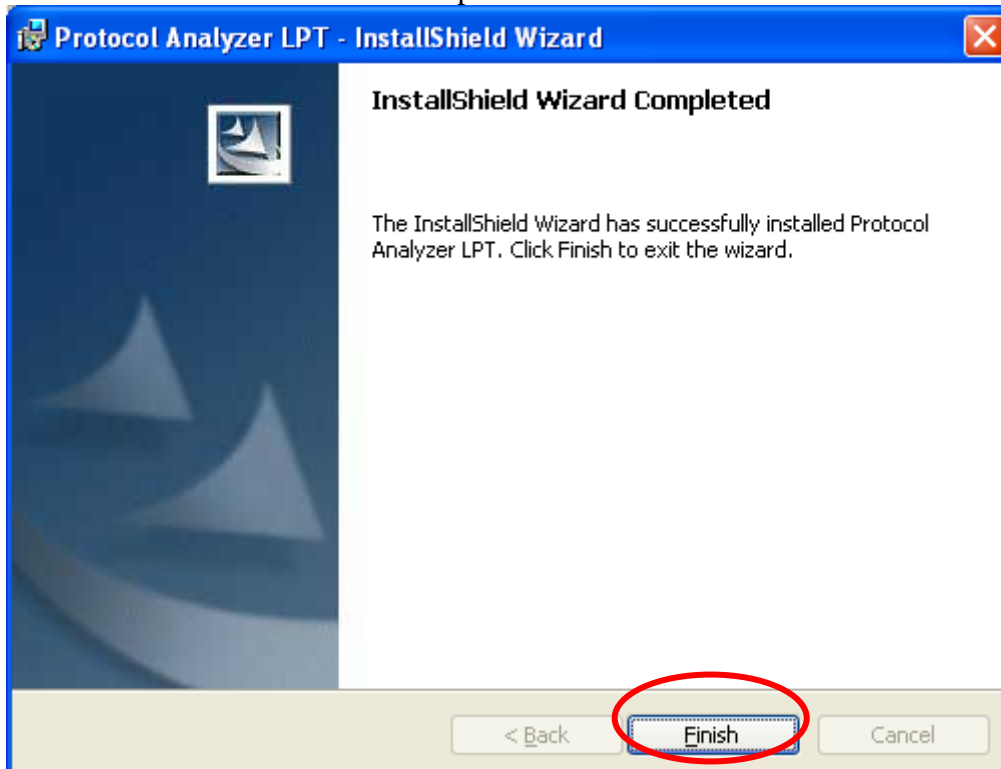 Protocol Analyzer LPT - InstallShield Wizard
InstallShield Wizard Completed
The InstallShield Wizard has successfully installed Protocol
Analyzer LPT. Click Finish to exit the wizard.
< Back Finish Cancel